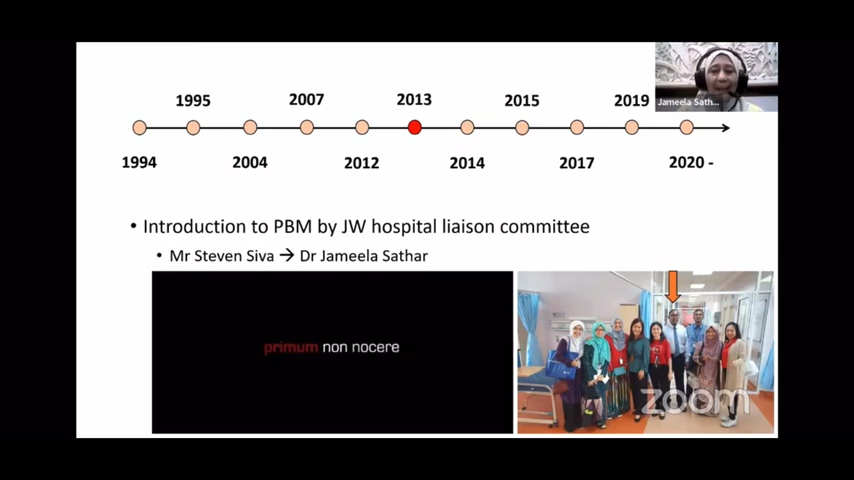 Jameela Sath...
1995 2007 2013 2015 2019
1994 2004 2012 2014 2017 2020 -
• Introduction to PBM by JW hospital liaison committee
• Mr Steven Siva → Dr Jameela Sathar
primum non nocere
zoom